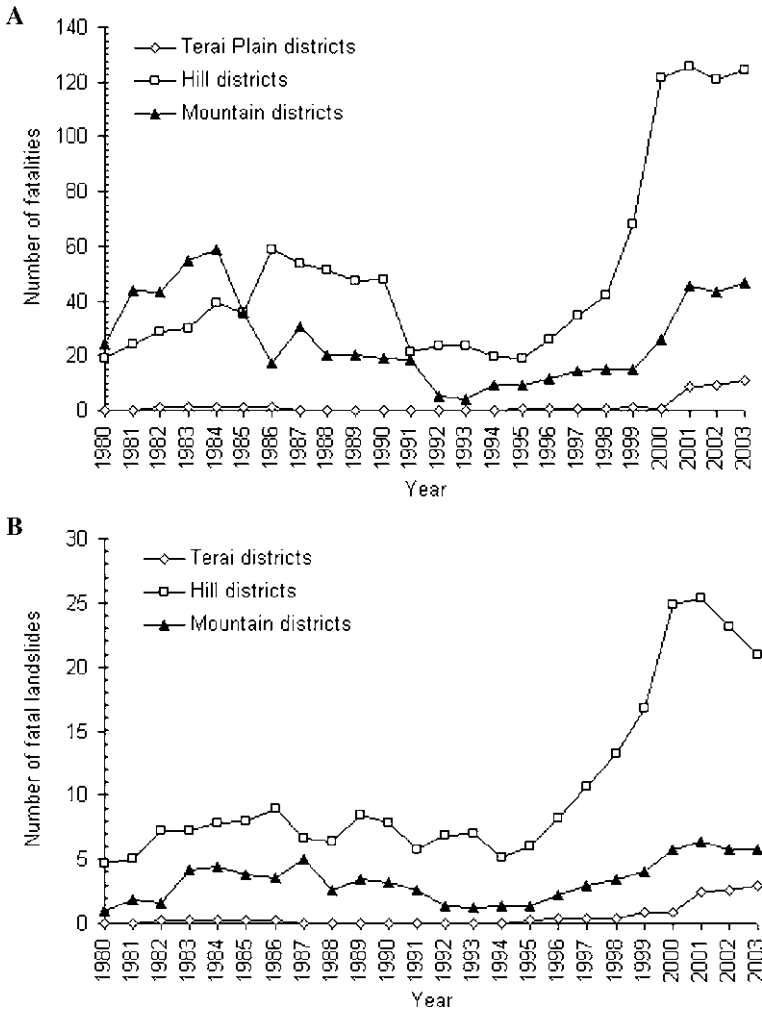 A
140
120
100
80
60
40
20
0
Number of fatalities
Terai Plain districts
Hill districts
Mountain districts
1980 1981 1982 1983 1984 1985 1986 1987 1988 1989 1990 1991 1992 1993 1994 1995 1996 1997 1998 1999 2000 2001 2002 2003
Year
B
30
25
20
15
10
5
0
Number of fatal landslides
Terai districts
Hill districts
Mountain districts
1980 1981 1982 1983 1984 1985 1986 1987 1988 1989 1990 1991 1992 1993 1994 1995 1996 1997 1998 1999 2000 2001 2002 2003
Year